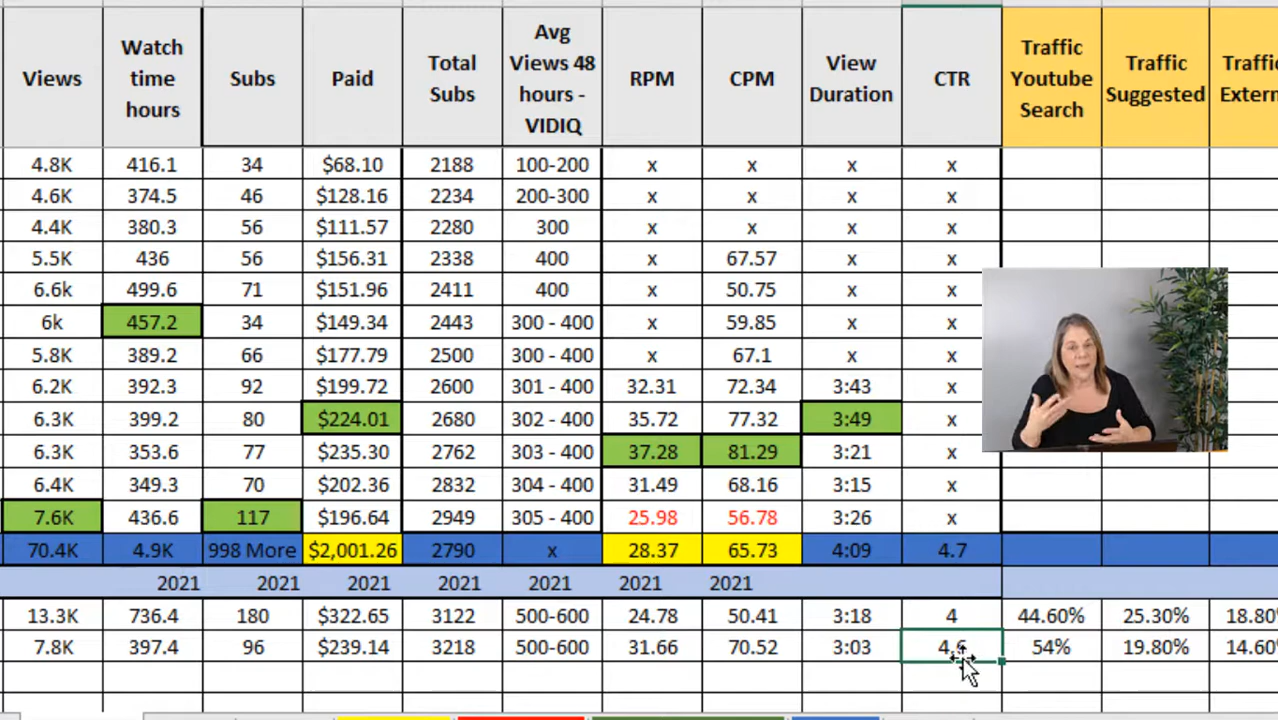 Views Watch time hours Subs Paid Total Subs Avg Views 48 hours - VIDIQ RPM CPM View Duration CTR Traffic Youtube Search Traffic Suggested
4.8K 416.1 34 $68.10 2188 100-200 x x x x
4.6K 374.5 46 $128.16 2234 200-300 x x x x
4.4K 380.3 56 $111.57 2280 300 x x x x
5.5K 436 56 $156.31 2338 400 x 67.57 x x
6.6k 499.6 71 $151.96 2411 400 x 50.75 x x
6k 457.2 34 $149.34 2443 300 - 400 x 59.85 x x
5.8K 389.2 66 $177.79 2500 300 - 400 x 67.1 x x
6.2K 392.3 92 $199.72 2600 301 - 400 32.31 72.34 3:43 x
6.3K 399.2 80 $224.01 2680 302 - 400 35.72 77.32 3:49 x
6.3K 353.6 77 $235.30 2762 303 - 400 37.28 81.29 3:21 x
6.4K 349.3 70 $202.36 2832 304 - 400 31.49 68.16 3:15 x
7.6K 436.6 117 $196.64 2949 305 - 400 25.98 56.78 3:26 x
70.4K 4.9K 998 More $2,001.26 2790 x 28.37 65.73 4:09 4.7
2021 2021 2021 2021 2021 2021 2021
13.3K 736.4 180 $322.65 3122 500-600 24.78 50.41 3:18 4 44.60% 25.30% 18.80%
7.8K 397.4 96 $239.14 3218 500-600 31.66 70.52 3:03 54% 19.80% 14.60%